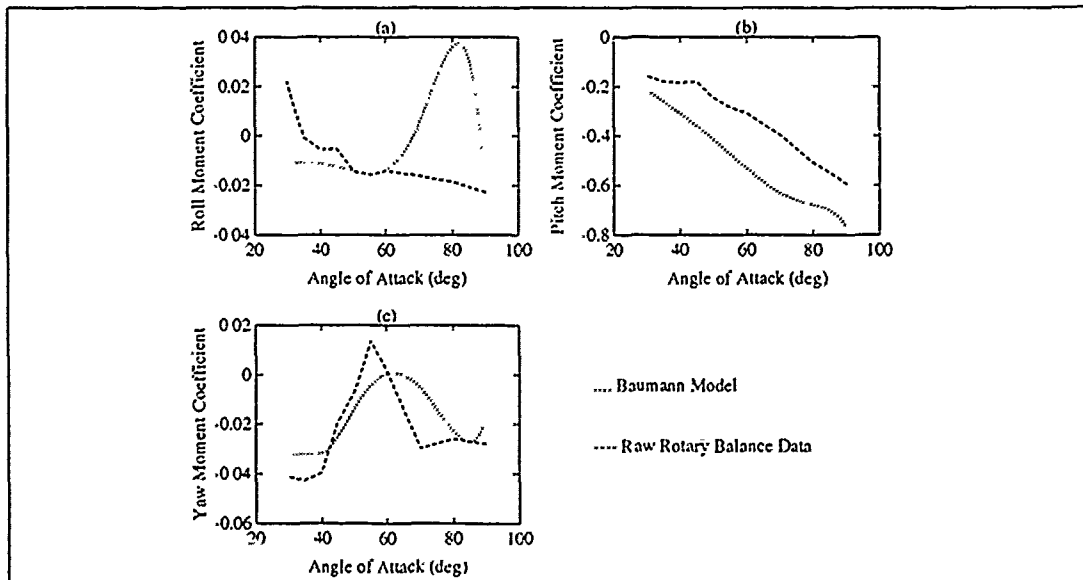 (a)
0 04
0.02
0
-0.02
-0 04
20 40 60 80 100
Roll Moment Coefficient
Angle of Attack (deg)
(b)
0
-0.2
-0.4
-0.6
-0.8
20 40 60 80 100
Pitch Moment Coefficient
Angle of Attack (deg)
(c)
0 02
0
-0.02
-0.04
-0.06
20 40 60 80 100
Yaw Moment Coefficient
Angle of Attack (deg)
Baumann Model
Raw Rotary Balance Data